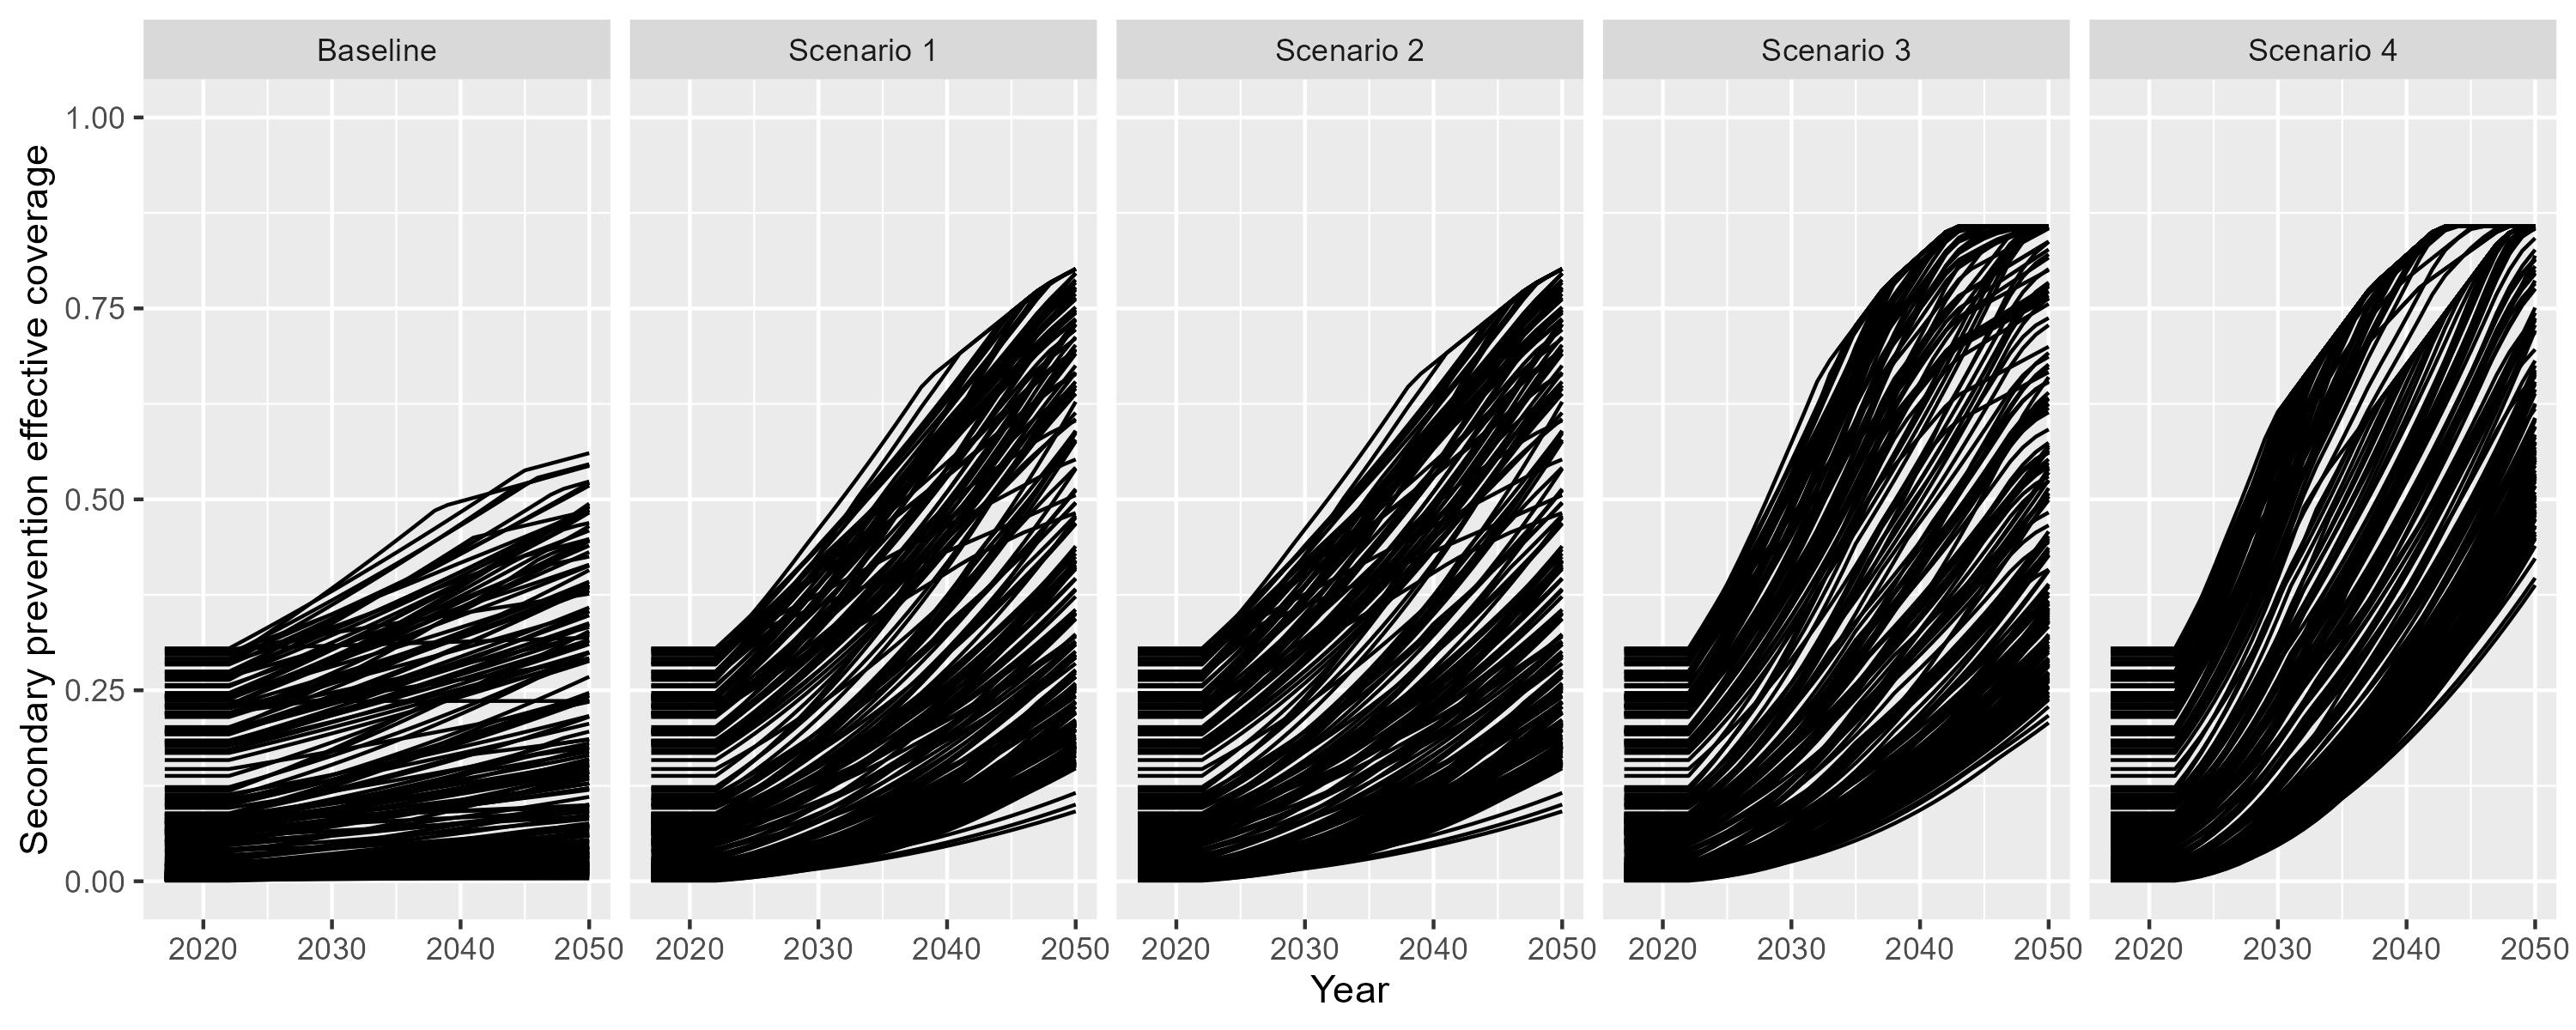 Baseline
Scenario 1
Scenario 2
Scenario 3
Scenario 4
Secondary prevention effective coverage
1.00
0.75
0.50
0.25
0.00
2020 2030 2040 2050 2020 2030 2040 2050 2020 2030 2040 2050 2020 2030 2040 2050 2020 2030 2040 2050
Year